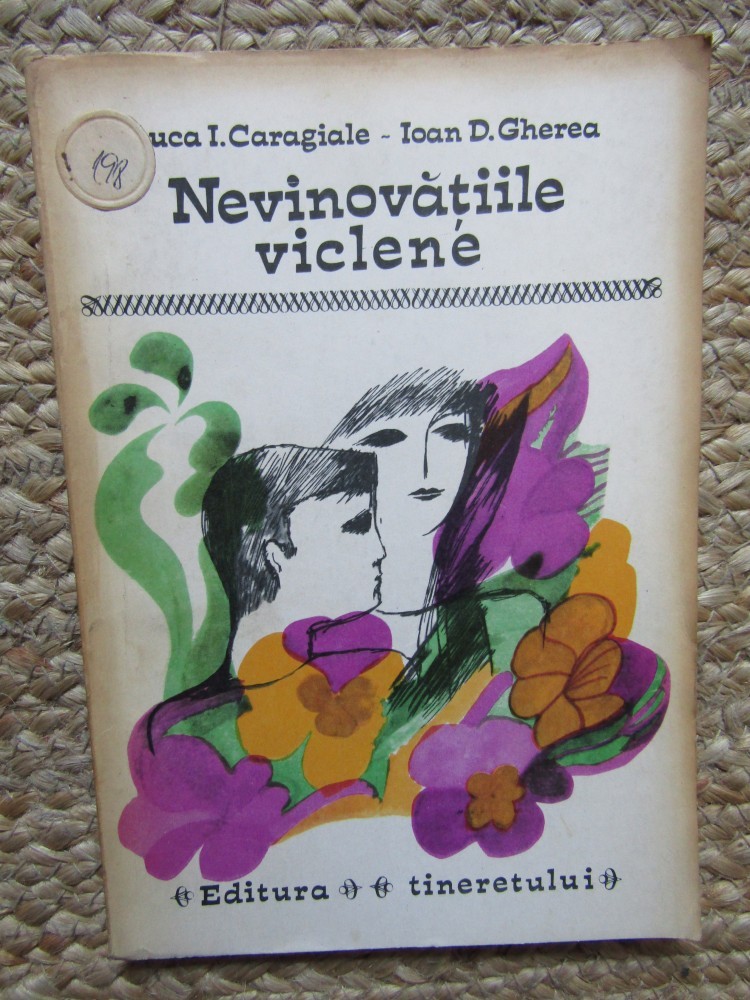 uca I. Caragiale ~ Ioan D. Gherea
198
Nevinovățiile
viclene
Editura tineretului